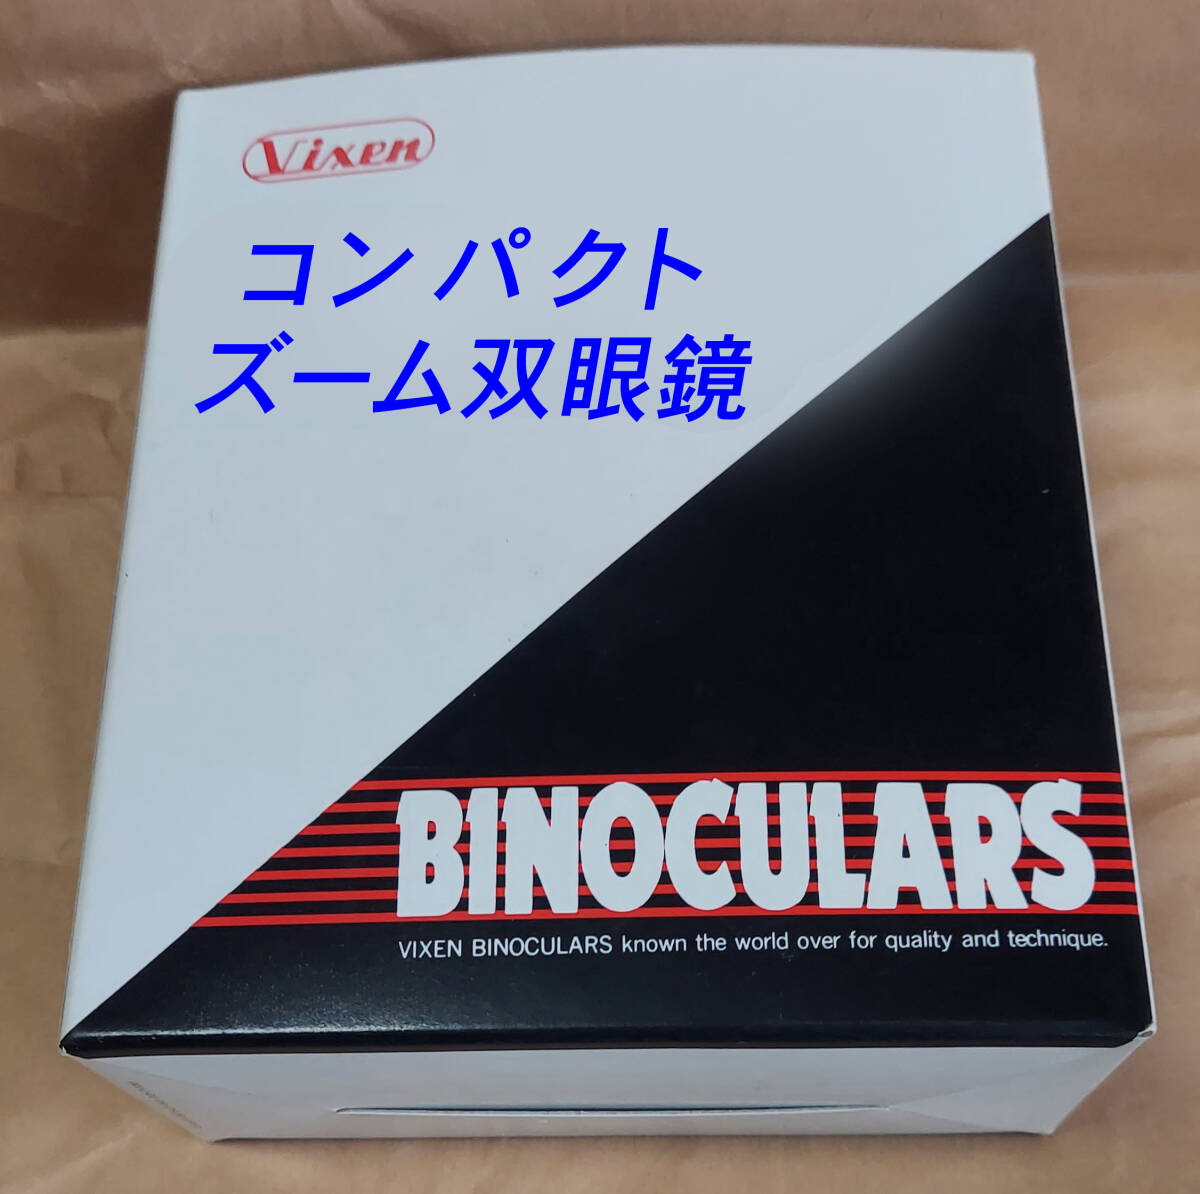 Vixen
コンパクト
ズーム双眼鏡
BINOCULARS
VIXEN BINOCULARS known the world over for quality and technique.